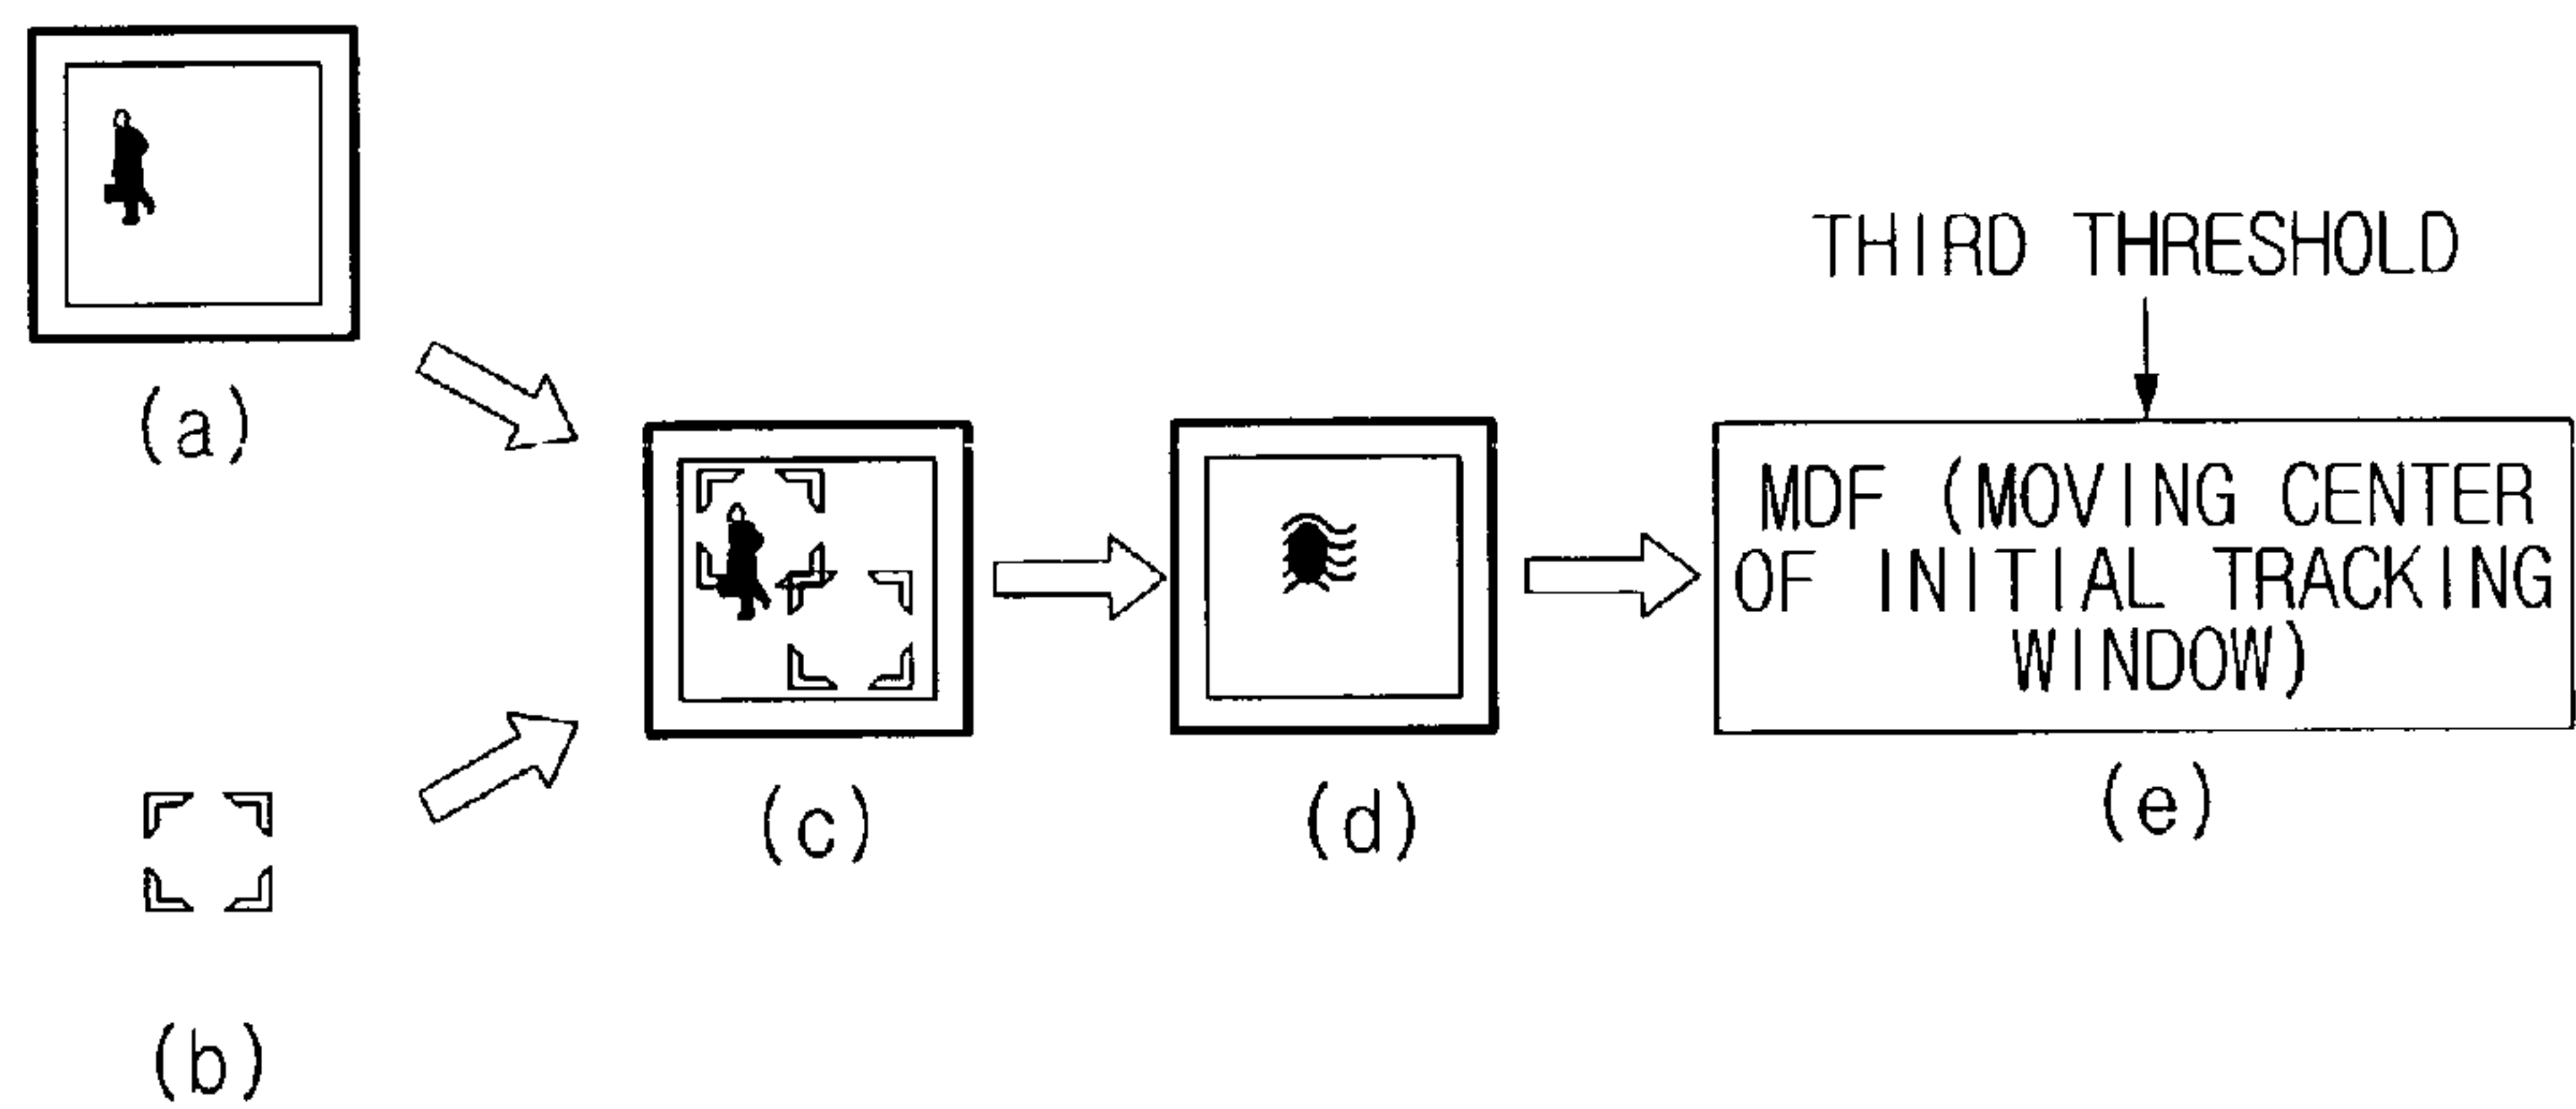 (a)
THIRD THRESHOLD
MDF (MOVING CENTER
OF INITIAL TRACKING
WINDOW)
(b)
(c)
(d)
(e)